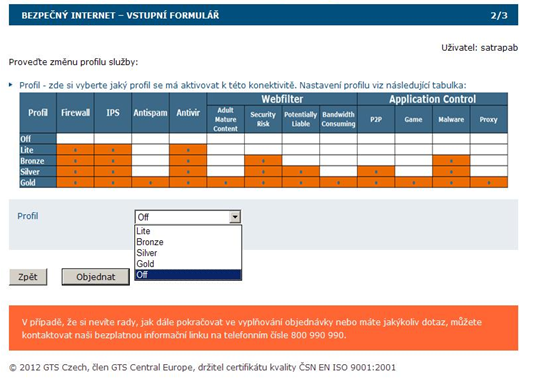 BEZPEČNÝ INTERNET – VSTUPNÍ FORMULÁŘ 2/3
Uživatel: satrapab
Proveďte změnu profilu služby:
Profil - zde si vyberte jaký profil se má aktivovat k této konektivitě. Nastavení profilu viz následující tabulka:
Profil Firewall IPS Antispam Antivir Webfilter Application Control
Adult Mature Content Security Risk Potentially Liable Bandwidth Consuming P2P Game Malware Proxy
Off
Lite
Bronze
Silver
Gold
Profil Off
Lite
Bronze
Silver
Gold
Off
Zpět Objednat
V případě, že si nevíte rady, jak dále pokračovat ve vyplňování objednávky nebo máte jakýkoliv dotaz, můžete
kontaktovat naši bezplatnou informační linku na telefonním čísle 800 990 990.
© 2012 GTS Czech, člen GTS Central Europe, držitel certifikátu kvality ČSN EN ISO 9001:2001